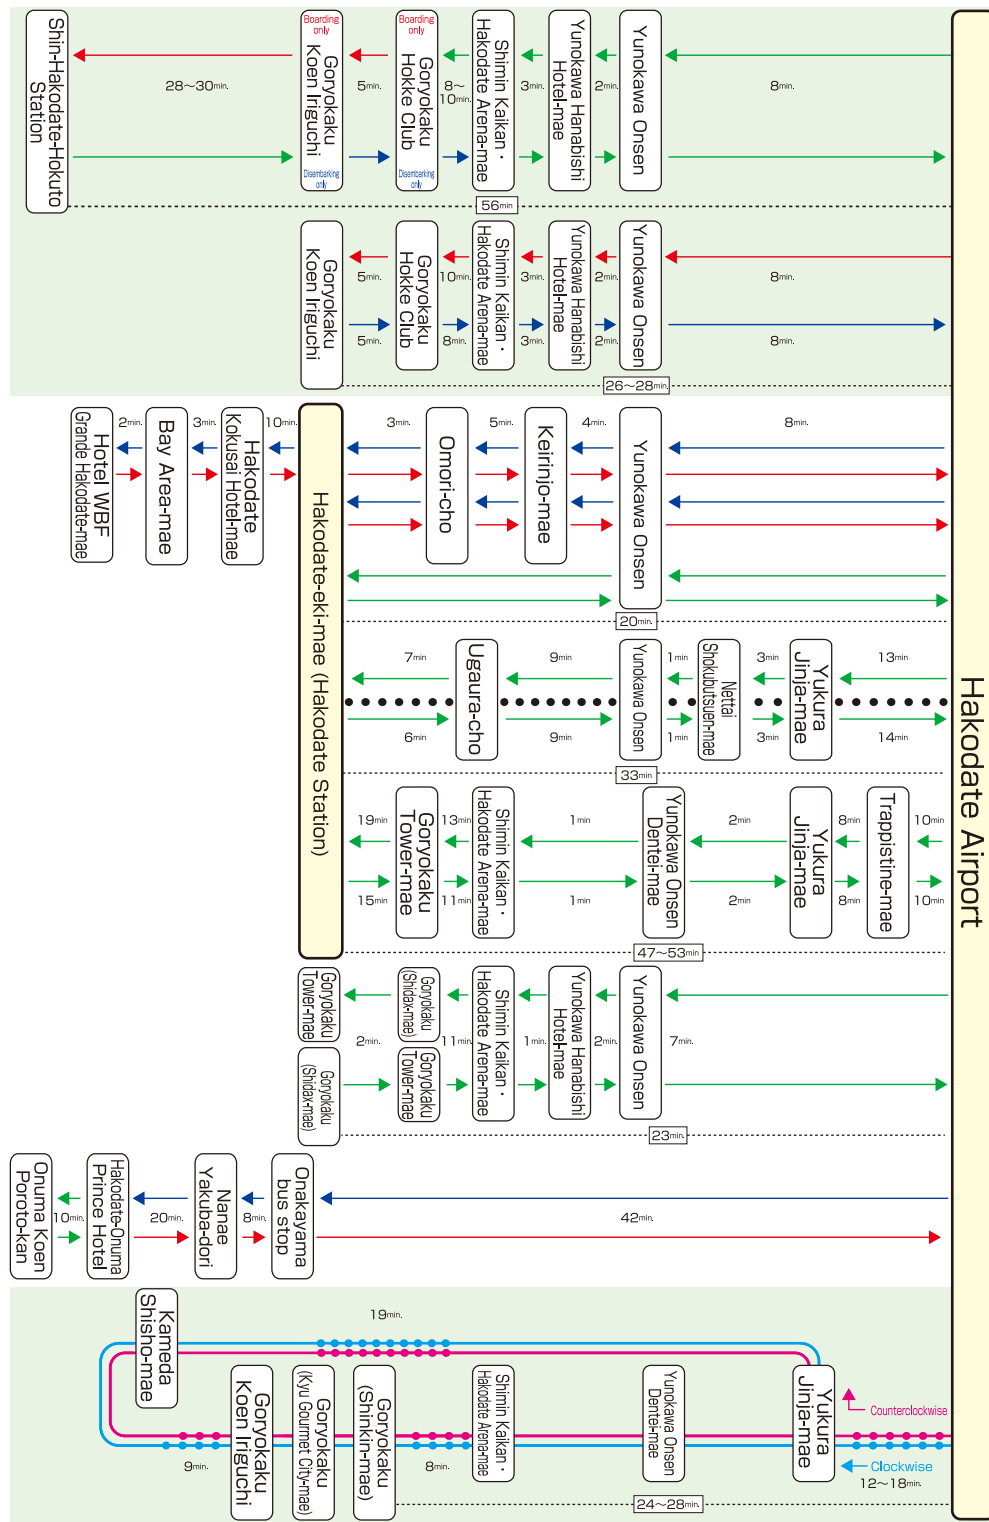 Hakodate Airport
Shin-Hakodate-Hokuto
Station
28～30min.
Boarding
only
Goryokaku
Koen Iriguchi
Disembarking
only
5min.
Boarding
only
Goryokaku
Hokke Club
Disembarking
only
8～
10min.
Shimin Kaikan・
Hakodate Arena-mae
3min.
Yunokawa Hanabishi
Hotel-mae
2min.
Yunokawa Onsen
8min.
56min
Goryokaku
Koen Iriguchi
5min.
5min.
Goryokaku
Hokke Club
10min.
8min.
Shimin Kaikan・
Hakodate Arena-mae
3min.
3min.
Yunokawa Hanabishi
Hotel-mae
2min.
2min.
Yunokawa Onsen
8min.
8min.
26～28min.
Hotel WBF
Grande Hakodate-mae
2min.
Bay Area-mae
3min.
Hakodate
Kokusai Hotel-mae
10min.
Hakodate-eki-mae (Hakodate Station)
3min.
Omori-cho
5min.
Keirinjo-mae
4min.
Yunokawa Onsen
8min.
20min.
7min
6min
Ugaura-cho
9min
9min
Yunokawa Onsen
1min
1min
Nettai
Shokubutsuen-mae
3min
3min
Yukura
Jinja-mae
13min
14min
33min
19min
15min
Goryokaku
Tower-mae
13min
11min
Shimin Kaikan・
Hakodate Arena-mae
1min
1min
Yunokawa Onsen
Dentei-mae
2min
2min
Yukura
Jinja-mae
8min
8min
Trappistine-mae
10min
10min
47～53min
Goryokaku
Tower-mae
Goryokaku
(Shidax-mae)
2min.
Goryokaku
(Shidax-mae)
Goryokaku
Tower-mae
11min.
Shimin Kaikan・
Hakodate Arena-mae
1min.
Yunokawa Hanabishi
Hotel-mae
2min.
Yunokawa Onsen
7min.
23min.
Onuma Koen
Poroto-kan
10min.
Hakodate-Onuma
Prince Hotel
20min.
Nanae
Yakuba-dori
8min.
Onakayama
bus stop
42min.
Kameda
Shisho-mae
19min.
9min.
Goryokaku
Koen Iriguchi
Goryokaku
(Kyu Gourmet City-mae)
Goryokaku
(Shinkin-mae)
8min.
Shimin Kaikan・
Hakodate Arena-mae
Yunokawa Onsen
Dentei-mae
Yukura
Jinja-mae
Counterclockwise
Clockwise
12～18min.
24～28min.